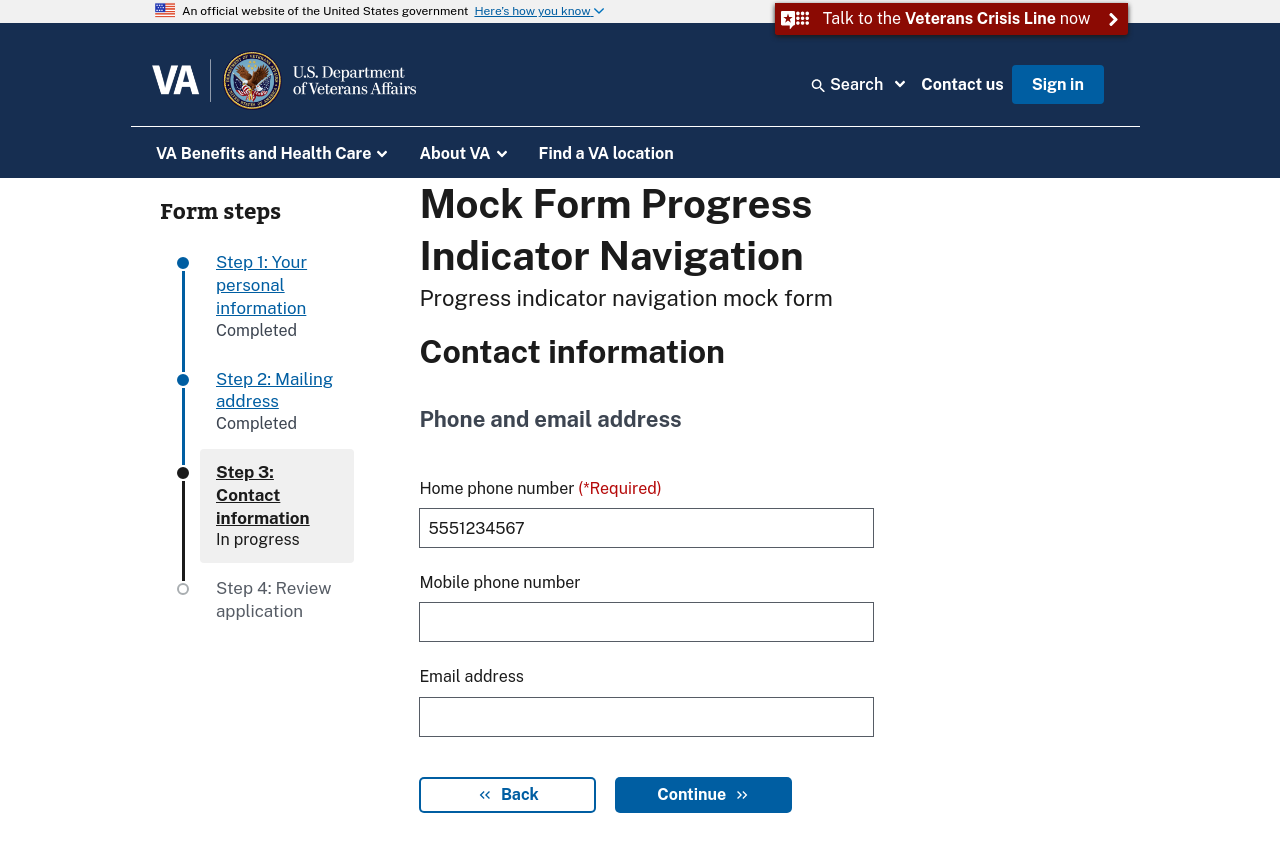 An official website of the United States government Here's how you know
Talk to the Veterans Crisis Line now
VA
U.S. Department
of Veterans Affairs
Search
Contact us
Sign in
VA Benefits and Health Care
About VA
Find a VA location
Form steps
Step 1: Your
personal
information
Completed
Step 2: Mailing
address
Completed
Step 3:
Contact
information
In progress
Step 4: Review
application
Mock Form Progress
Indicator Navigation
Progress indicator navigation mock form
Contact information
Phone and email address
Home phone number (*Required)
5551234567
Mobile phone number
Email address
Back
Continue